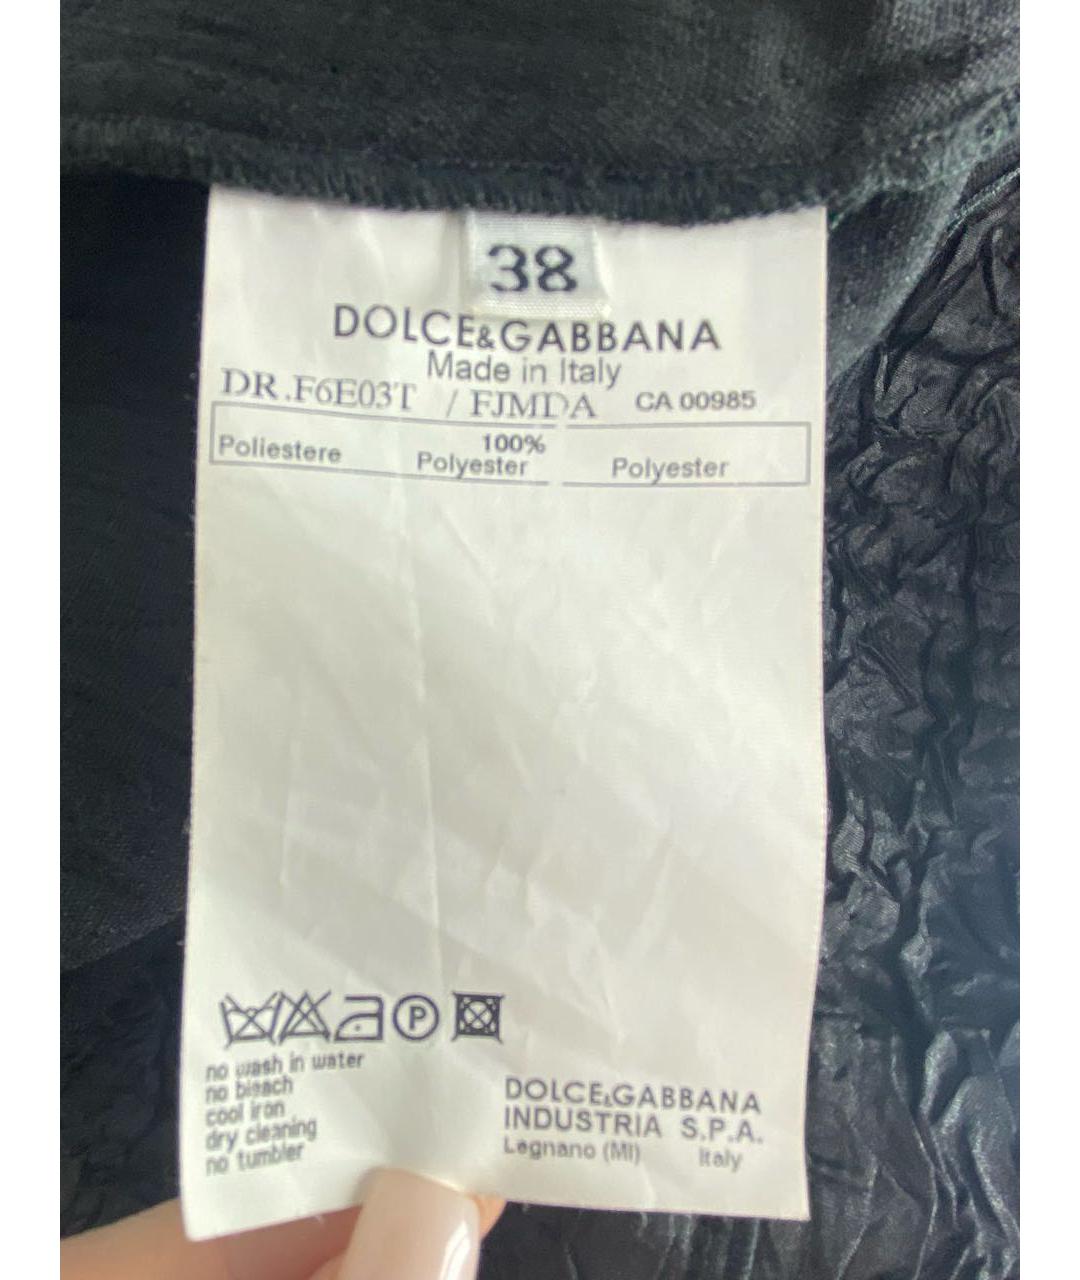 38
DOLCE&GABBANA
Made in Italy
DR.F6E03T / FJMDA CA 00985
100%
Poliestere Polyester Polyester
P
no wash in water
no bleach
cool iron
dry cleaning
no tumbler
DOLCE&GABBANA
INDUSTRIA S.P.A.
Legnano (MI) Italy